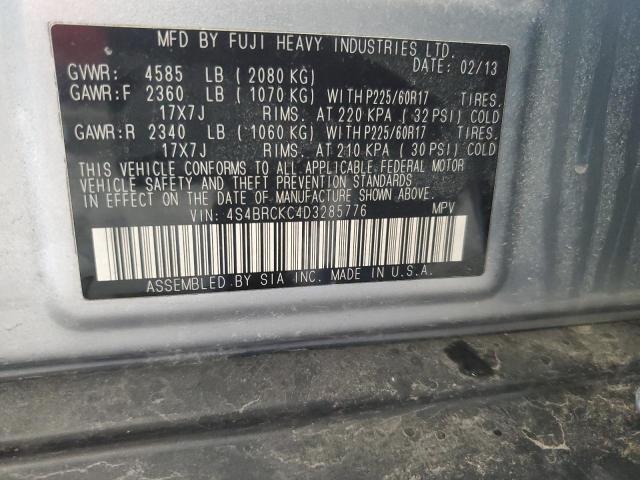 MFD BY FUJI HEAVY INDUSTRIES LTD.
DATE: 02/13
GVWR: 4585 LB (2080 KG)
GAWR:F 2360 LB (1070 KG) WITH P225/60R17 TIRES,
17X7J RIMS, AT 220 KPA (32 PSI) COLD
GAWR:R 2340 LB (1060 KG) WITH P225/60R17 TIRES,
17X7J RIMS, AT 210 KPA (30 PSI) COLD
THIS VEHICLE CONFORMS TO ALL APPLICABLE FEDERAL MOTOR
VEHICLE SAFETY AND THEFT PREVENTION STANDARDS
IN EFFECT ON THE DATE OF MANUFACTURE SHOWN ABOVE.
VIN: 4S4BRCKC4D3285776 MPV
ASSEMBLED BY SIA INC. MADE IN U.S.A.